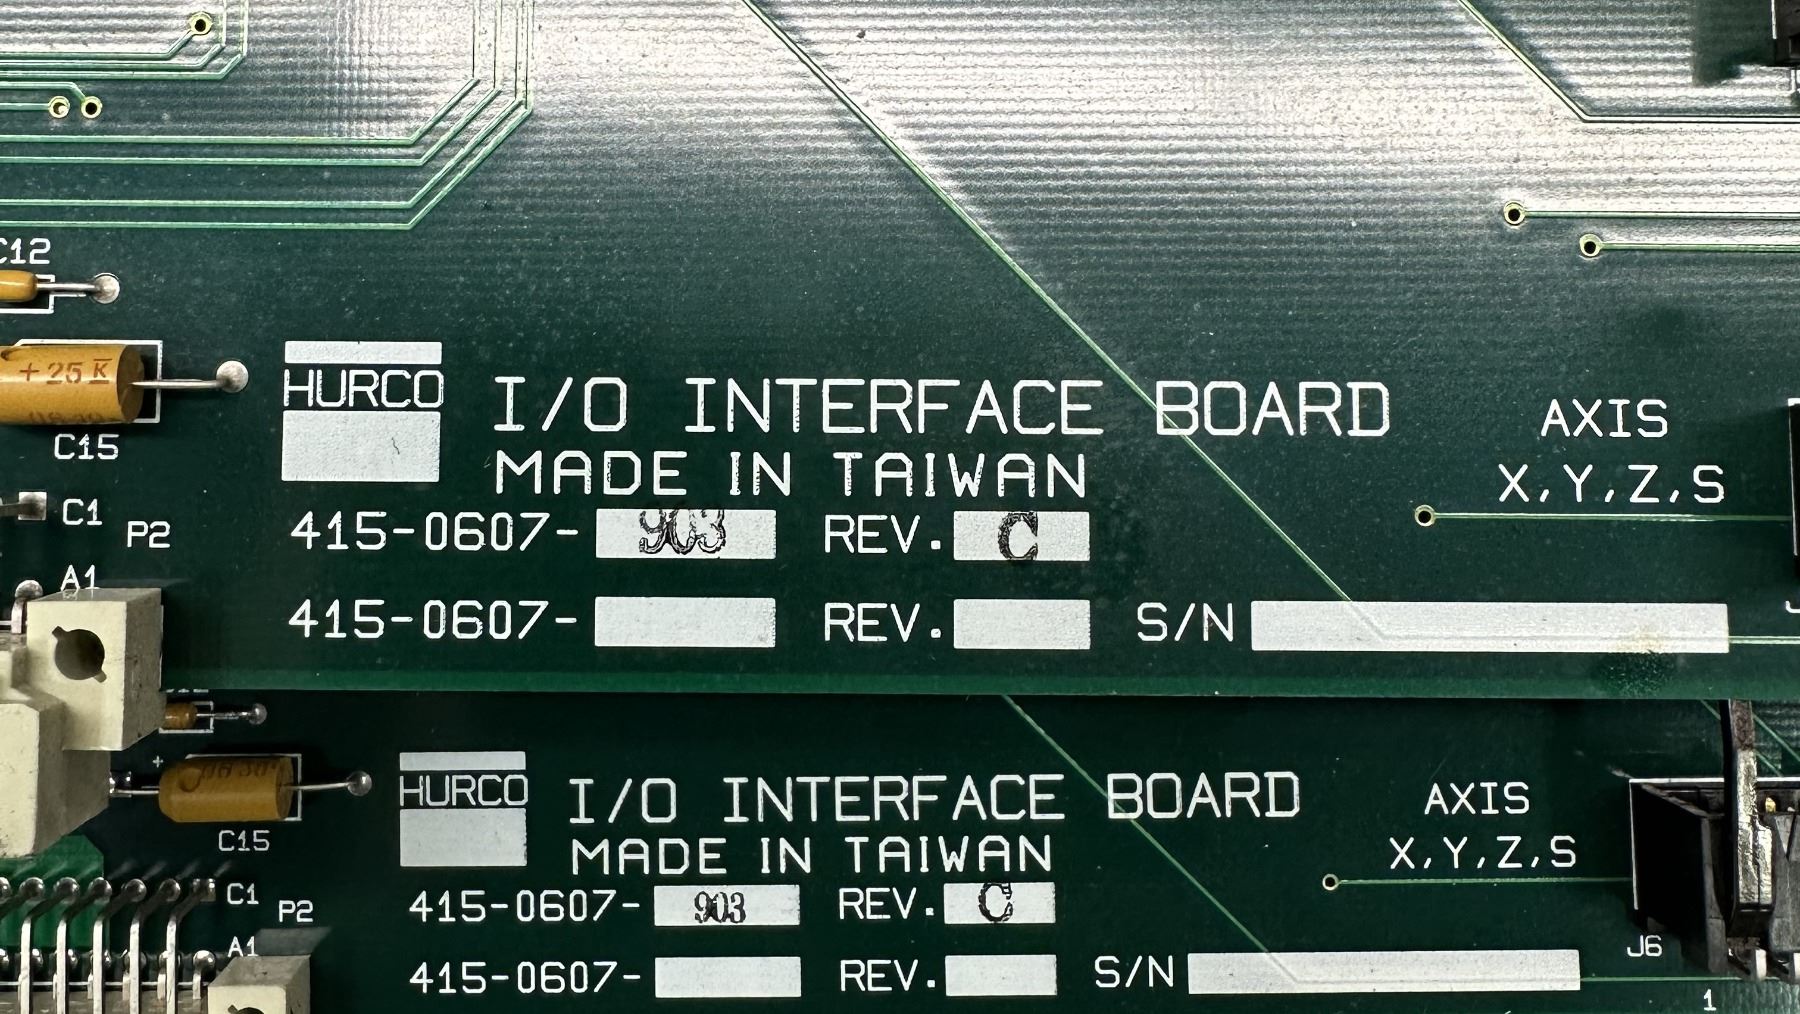 C12
+25 K
C15
HURCO
I/O INTERFACE BOARD
MADE IN TAIWAN
AXIS
X,Y,Z,S
415-0607-903 REV. C
415-0607- REV. S/N
C1
P2
A1
+
C15
HURCO
I/O INTERFACE BOARD
MADE IN TAIWAN
AXIS
X,Y,Z,S
415-0607-903 REV. C
415-0607- REV. S/N
C1
P2
A1
J6
1